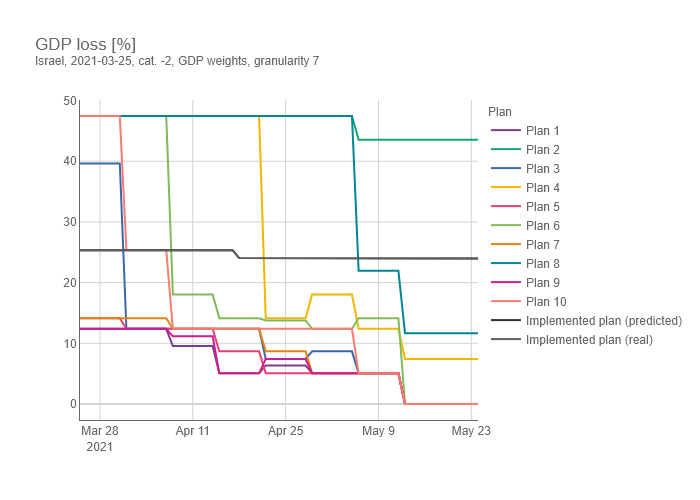 GDP loss [%]
Israel, 2021-03-25, cat. -2, GDP weights, granularity 7
50
40
30
20
10
0
Mar 28
2021
Apr 11
Apr 25
May 9
May 23
Plan
Plan 1
Plan 2
Plan 3
Plan 4
Plan 5
Plan 6
Plan 7
Plan 8
Plan 9
Plan 10
Implemented plan (predicted)
Implemented plan (real)